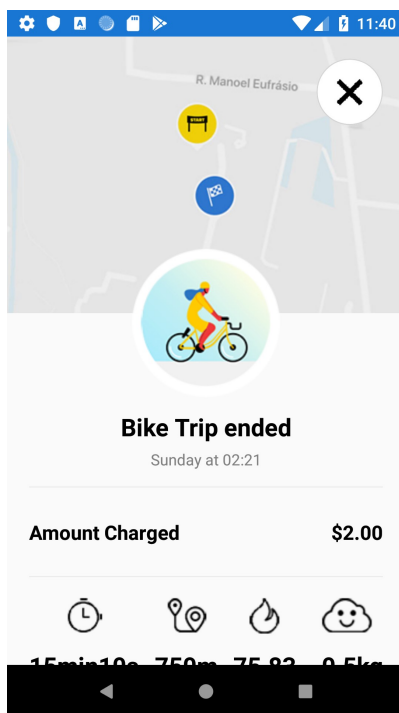 11:40
R. Manoel Eufrásio
START
Bike Trip ended
Sunday at 02:21
Amount Charged
$2.00